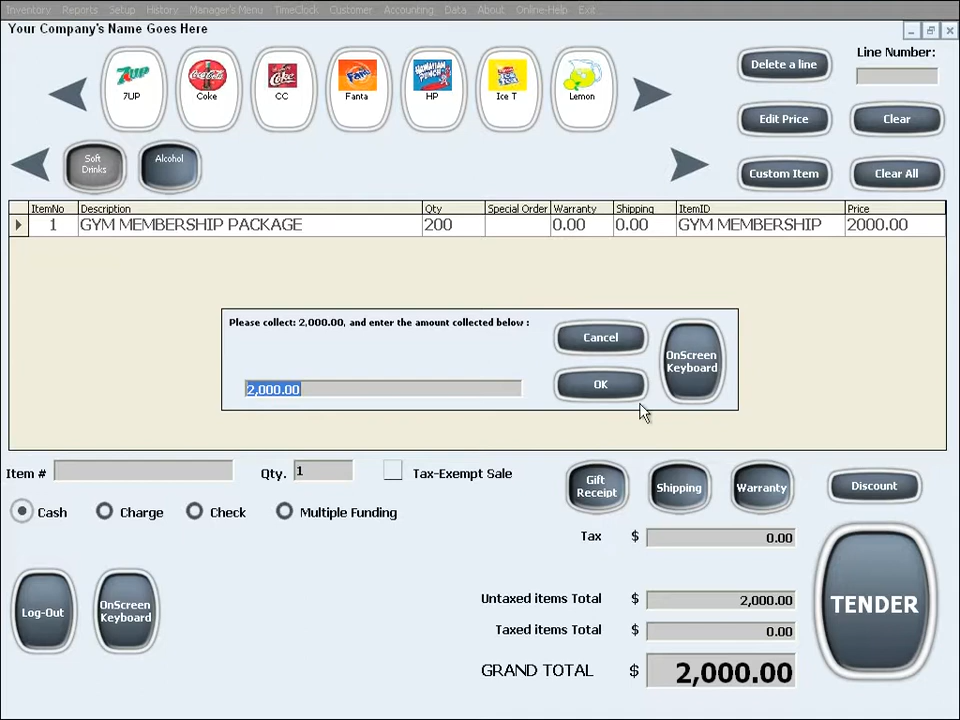 Inventory Reports Setup History Manager's Menu TimeClock Customer Accounting Data About Online-Help Exit
Your Company's Name Goes Here
7UP Coke CC Fanta HP Ice T Lemon
Delete a line
Line Number:
Edit Price
Clear
Soft Drinks
Alcohol
Custom Item
Clear All
ItemNo Description Qty Special Order Warranty Shipping ItemID Price
1 GYM MEMBERSHIP PACKAGE 200 0.00 0.00 GYM MEMBERSHIP 2000.00
Please collect: 2,000.00, and enter the amount collected below :
Cancel
OnScreen Keyboard
2,000.00
OK
Item #
Qty. 1
Tax-Exempt Sale
Gift Receipt
Shipping
Warranty
Discount
Cash Charge Check Multiple Funding
Tax $ 0.00
Log-Out
OnScreen Keyboard
Untaxed items Total $ 2,000.00
TENDER
Taxed items Total $ 0.00
GRAND TOTAL $ 2,000.00